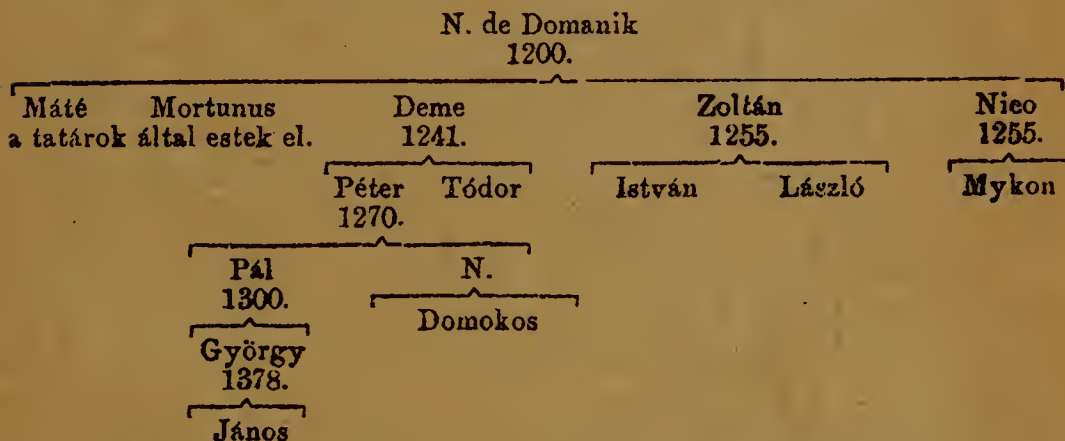 N. de Domanik
1200.
Máté Mortunus Deme Zoltán Nico
a tatárok által estek el. 1241. 1255. 1255.
Péter Tódor István László Mykon
1270.
Pál N.
1300.
Domokos
György
1378.
János